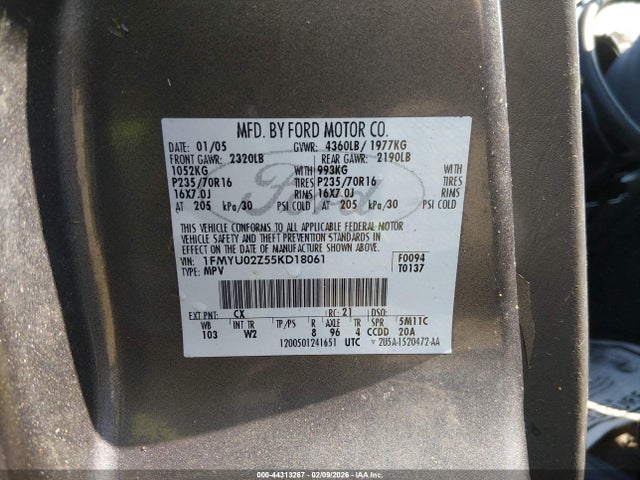 MFD. BY FORD MOTOR CO.
DATE: 01/05 GVWR: 4360LB/ 1977KG
FRONT GAWR: 2320LB REAR GAWR: 2190LB
1052KG WITH 993KG WITH
P235/70R16 TIRES P235/70R16 TIRES
16X7.0J RIMS 16X7.0J RIMS
AT 205 kPa/30 PSI COLD AT 205 kPa/30 PSI COLD
Ford
THIS VEHICLE CONFORMS TO ALL APPLICABLE FEDERAL MOTOR
VEHICLE SAFETY AND THEFT PREVENTION STANDARDS IN
EFFECT ON THE DATE OF MANUFACTURE SHOWN ABOVE.
VIN: 1FMYU02Z55KD18061 F0094
TYPE: MPV T0137
EXT PNT: CX RC: 21 DSO:
WB INT TR TP/PS R AXLE TR SPR 5M11C
103 W2 8 96 4 CCDD 20A
1200501241651 UTC 2U5A-1520472-AA
© -- 000-44313267 -- 02/09/2026 -- IAA Inc. -- ©